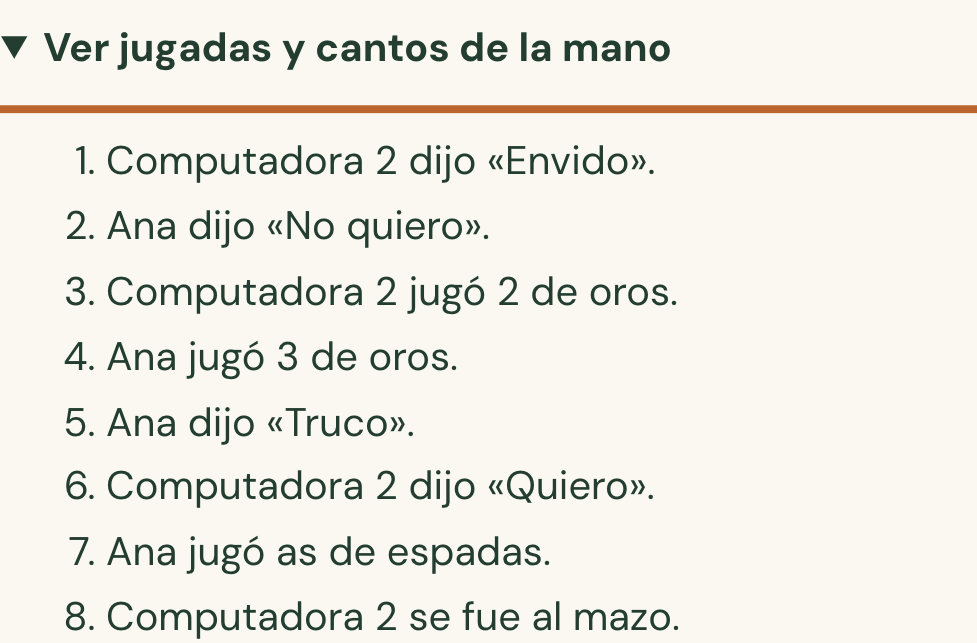 ▼ Ver jugadas y cantos de la mano
1. Computadora 2 dijo «Envido».
2. Ana dijo «No quiero».
3. Computadora 2 jugó 2 de oros.
4. Ana jugó 3 de oros.
5. Ana dijo «Truco».
6. Computadora 2 dijo «Quiero».
7. Ana jugó as de espadas.
8. Computadora 2 se fue al mazo.